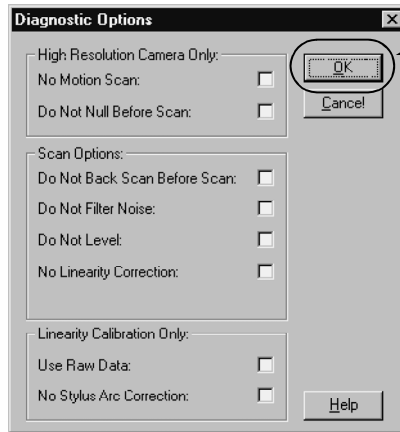 Diagnostic Options
High Resolution Camera Only:
No Motion Scan:
Do Not Null Before Scan:
OK
Cancel
Scan Options:
Do Not Back Scan Before Scan:
Do Not Filter Noise:
Do Not Level:
No Linearity Correction:
Linearity Calibration Only:
Use Raw Data:
No Stylus Arc Correction:
Help